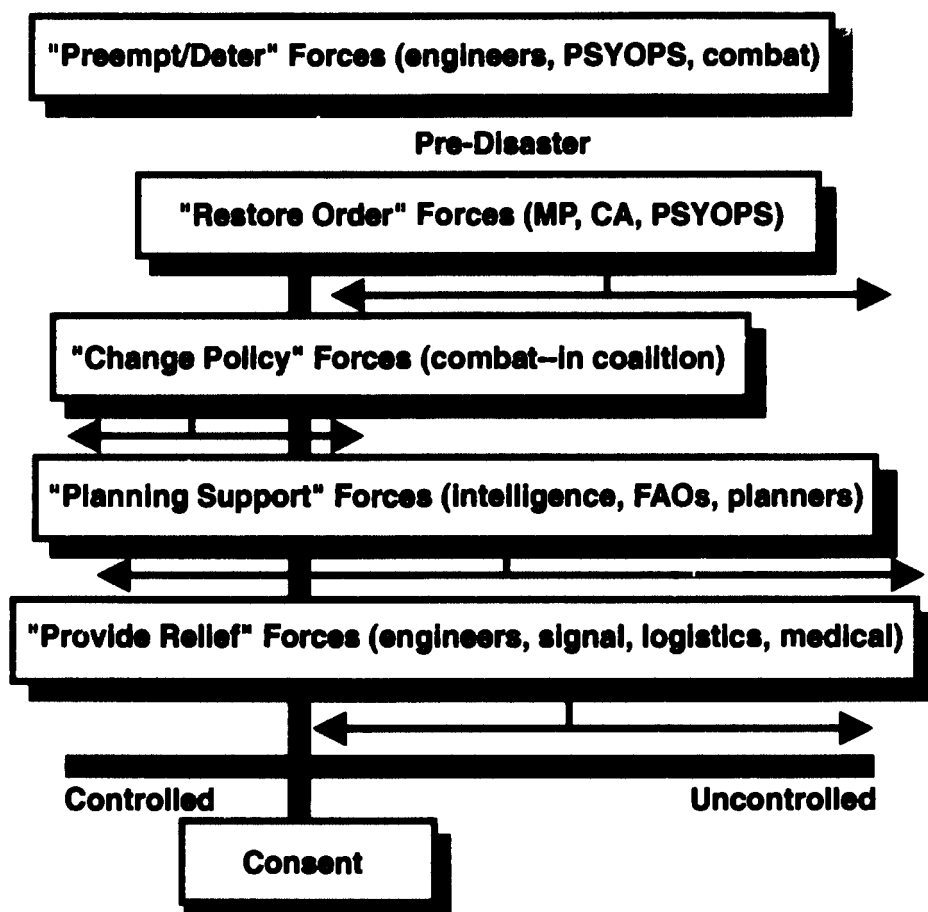 "Preempt/Deter" Forces (engineers, PSYOPS, combat)
Pre-Disaster
"Restore Order" Forces (MP, CA, PSYOPS)
"Change Policy" Forces (combat--in coalition)
"Planning Support" Forces (intelligence, FAOs, planners)
"Provide Relief" Forces (engineers, signal, logistics, medical)
Controlled
Uncontrolled
Consent